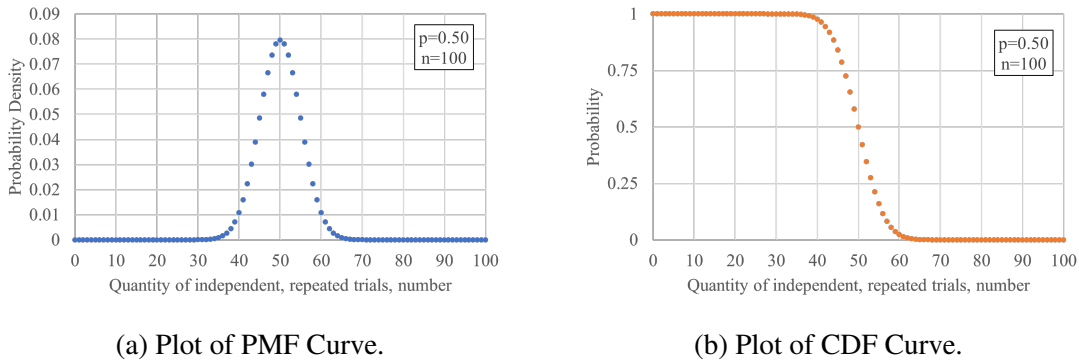 0.09
0.08
0.07
0.06
0.05
0.04
0.03
0.02
0.01
0
Probability Density
p=0.50
n=100
0 10 20 30 40 50 60 70 80 90 100
Quantity of independent, repeated trials, number
(a) Plot of PMF Curve.
1
0.75
0.5
0.25
0
Probability
p=0.50
n=100
0 10 20 30 40 50 60 70 80 90 100
Quantity of independent, repeated trials, number
(b) Plot of CDF Curve.